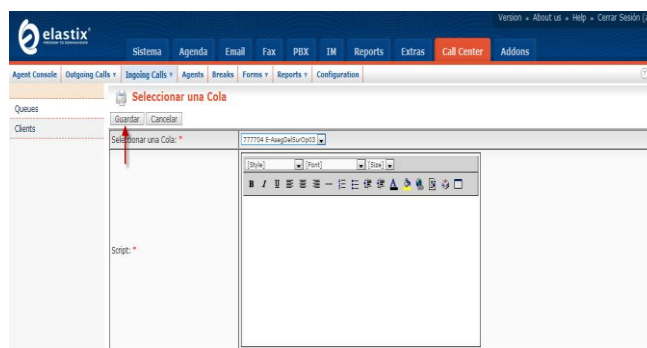 Version • About us • Help • Cerrar Sesión (a
elastix
Sistema Agenda Email Fax PBX IM Reports Extras Call Center Addons
Agent Console Outgoing Calls Ingoing Calls Agents Breaks Forms Reports Configuration
Seleccionar una Cola
Queues
Guardar Cancelar
Clients
Seleccionar una Cola: *
777704 E-AsegDelSurOp03
[Style] [Font] [Size]
B I U
Script: *